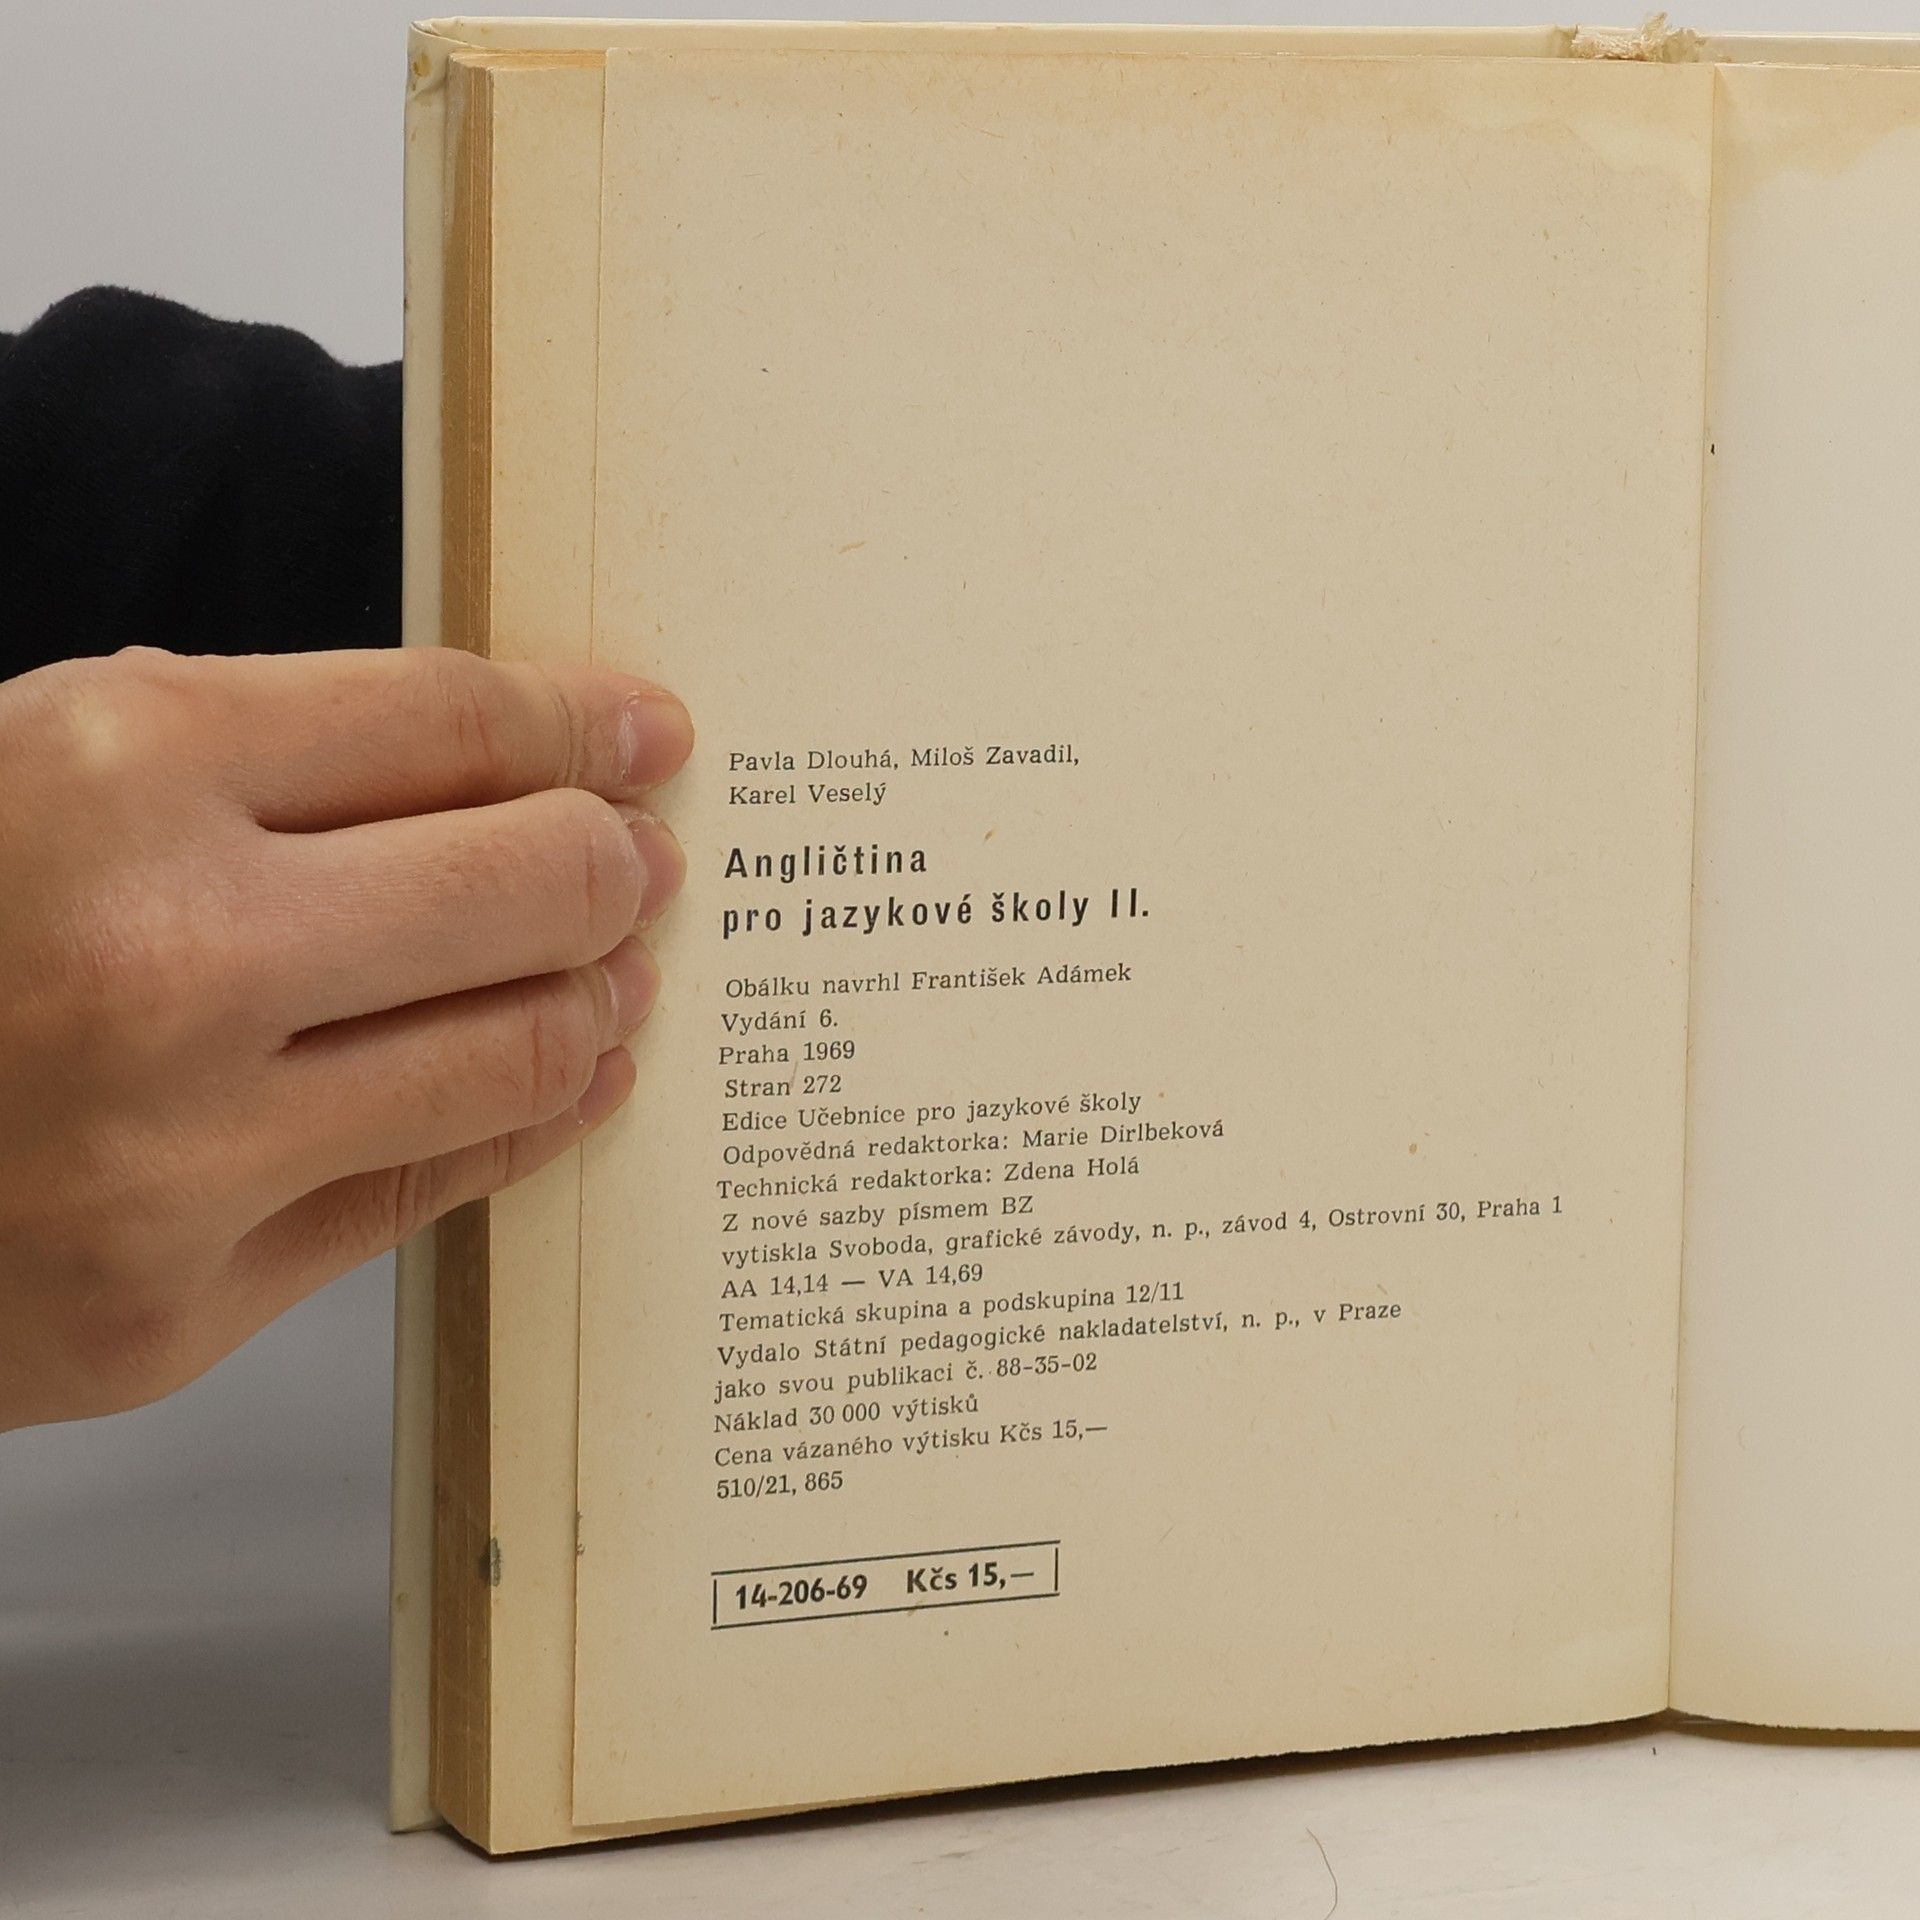 Pavla Dlouhá, Miloš Zavadil,
Karel Veselý
Angličtina
pro jazykové školy II.
Obálku navrhl František Adámek
Vydání 6.
Praha 1969
Stran 272
Edice Učebnice pro jazykové školy
Odpovědná redaktorka: Marie Dirlbeková
Technická redaktorka: Zdena Holá
Z nové sazby písmem BZ
vytiskla Svoboda, grafické závody, n. p., závod 4, Ostrovní 30, Praha 1
AA 14,14 — VA 14,69
Tematická skupina a podskupina 12/11
Vydalo Státní pedagogické nakladatelství, n. p., v Praze
jako svou publikaci č. 88-35-02
Náklad 30 000 výtisků
Cena vázaného výtisku Kčs 15,—
510/21, 865
14-206-69 Kčs 15,—